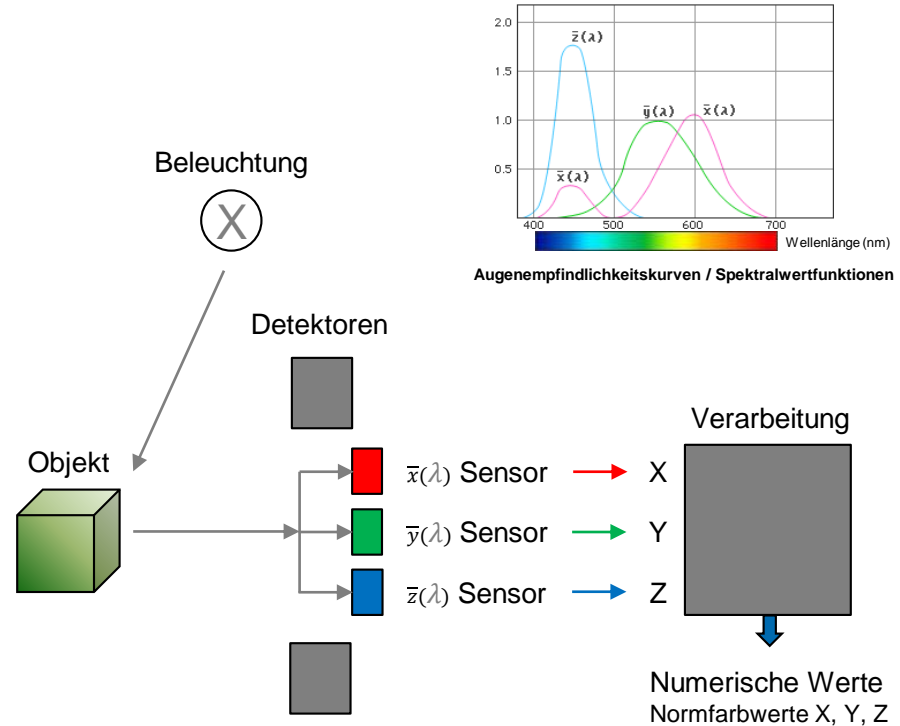 2.0
1.5
1.0
0.5
0.
400 500 600 700
z̄(λ)
ȳ(λ)
x̄(λ)
x̄(λ)
Wellenlänge (nm)
Augenempfindlichkeitskurven / Spektralwertfunktionen
Beleuchtung
X
Detektoren
Objekt
x̄(λ) Sensor X
ȳ(λ) Sensor Y
z̄(λ) Sensor Z
Verarbeitung
Numerische Werte
Normfarbwerte X, Y, Z